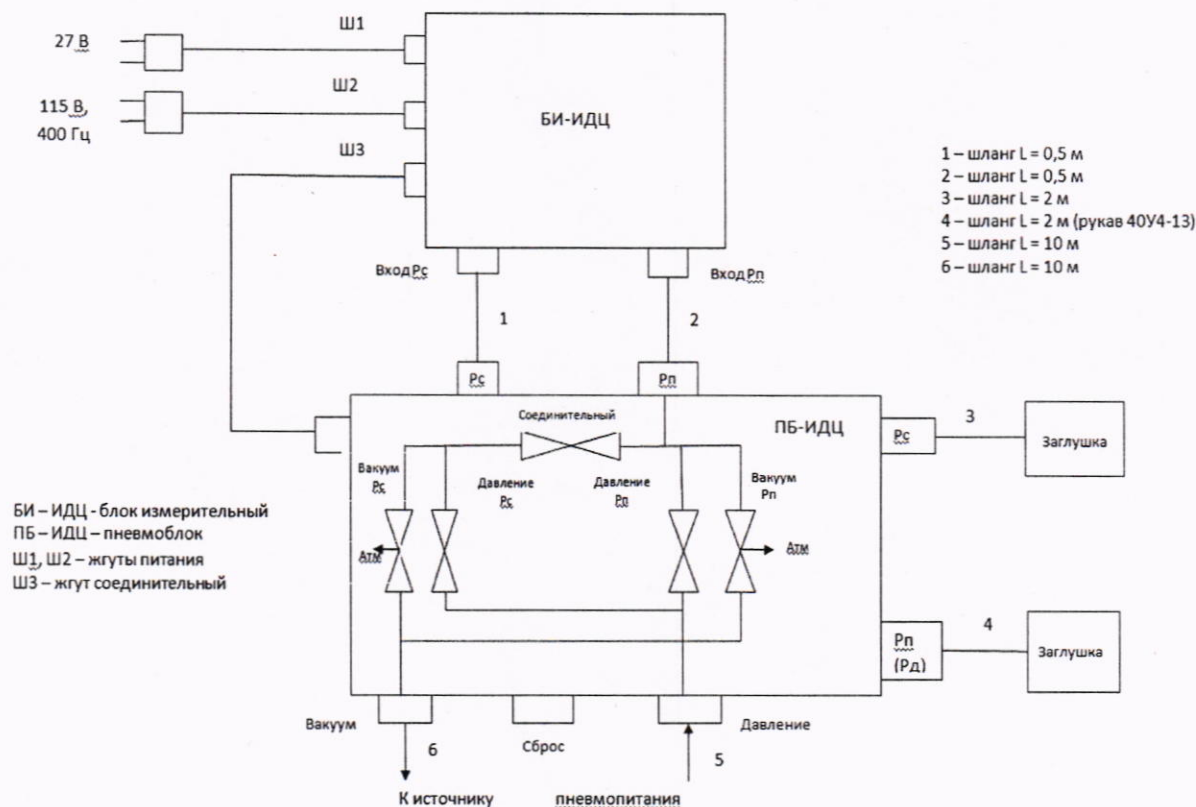 Ш1
27 В
БИ-ИДЦ
Ш2
115 В,
400 Гц
Ш3
1 – шланг L = 0,5 м
2 – шланг L = 0,5 м
3 – шланг L = 2 м
4 – шланг L = 2 м (рукав 40У4-13)
5 – шланг L = 10 м
6 – шланг L = 10 м
Вход Рс
Вход Рп
1
2
Рс
Рп
Соединительный
ПБ-ИДЦ
Рс
3
Заглушка
Вакуум
Рс
Давление
Рс
Давление
Рп
Вакуум
Рп
БИ – ИДЦ - блок измерительный
ПБ – ИДЦ – пневмоблок
Ш1, Ш2 – жгуты питания
Ш3 – жгут соединительный
Атм
Атм
Рп
(Рд)
4
Заглушка
Вакуум
6
Сброс
5
Давление
К источнику пневмопитания